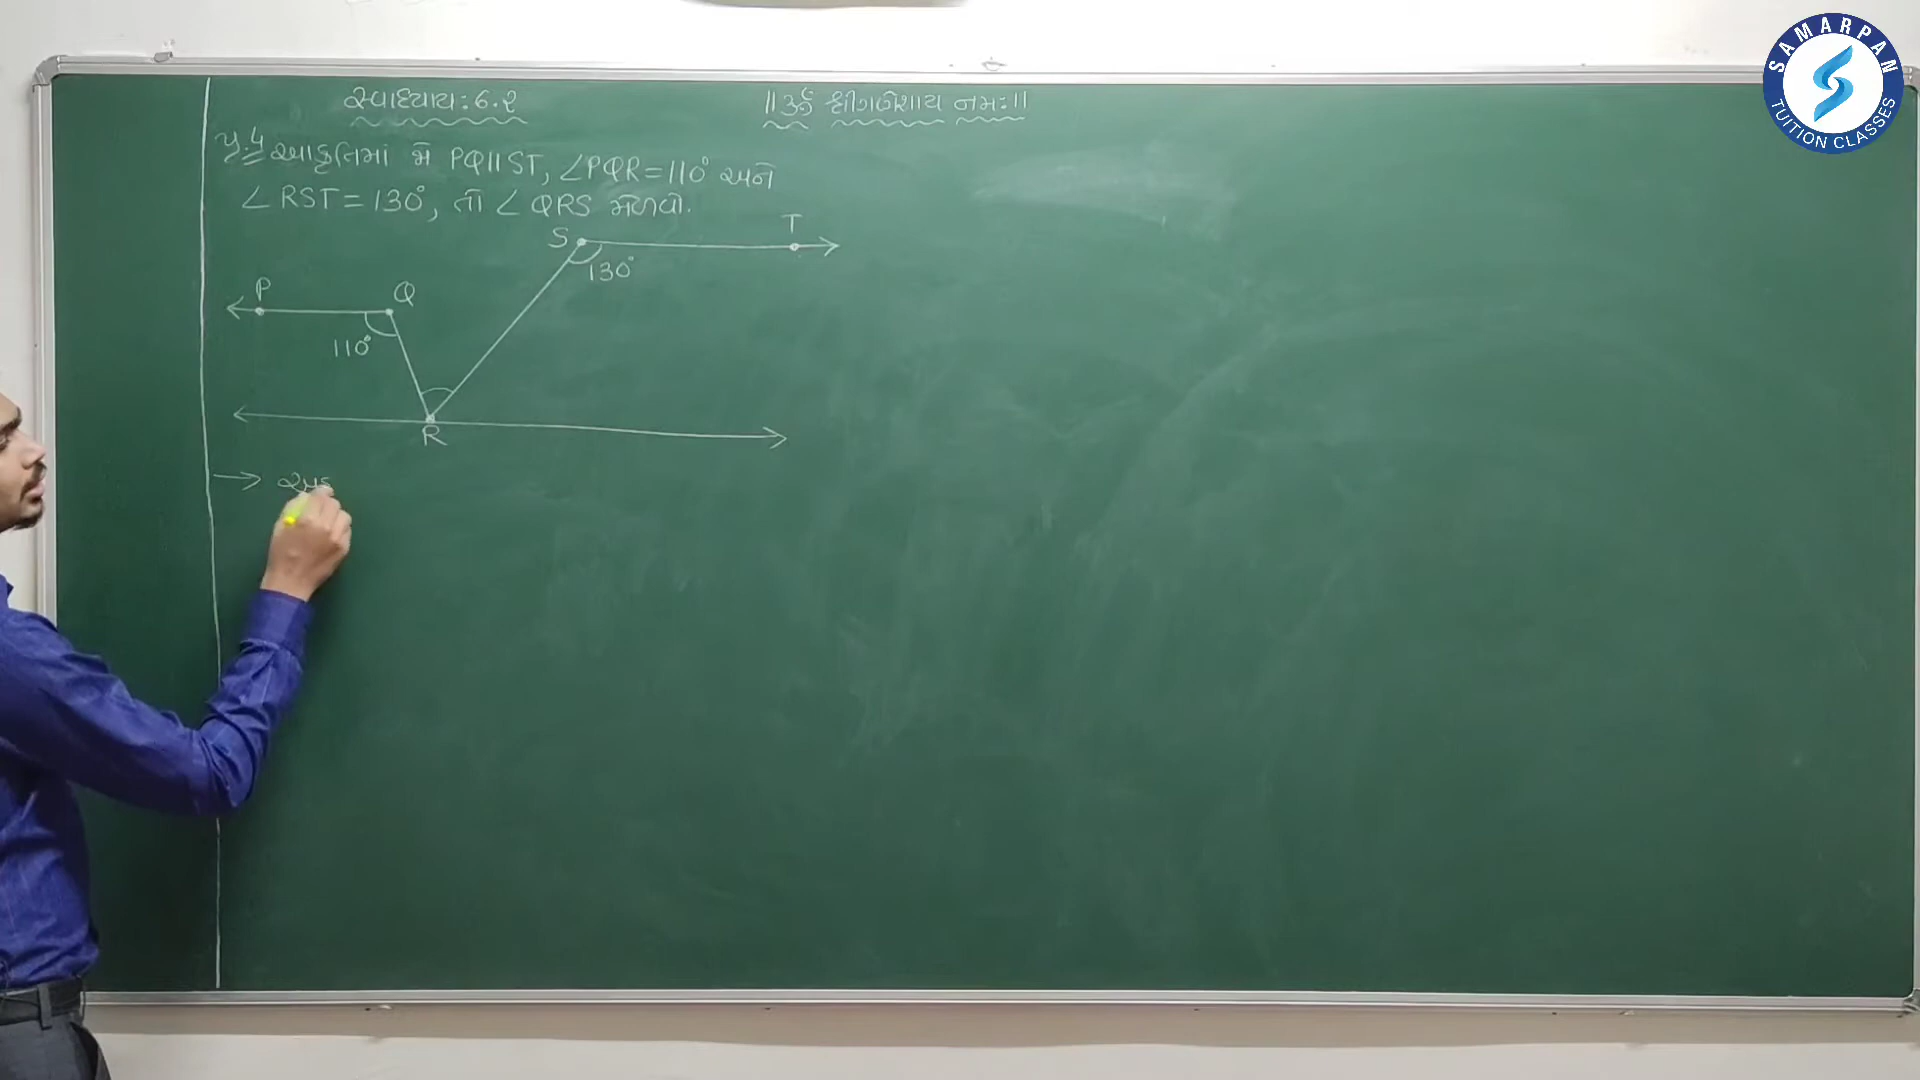 સ્વાધ્યાય: 6.2
॥ૐ શ્રીગણેશાય નમઃ॥
પ્ર.4 આકૃતિમાં જો PQ||ST, ∠PQR=110° અને
∠RST=130°, તો ∠QRS મેળવો.
S
T
130°
P
Q
110°
R
→
SAMARPAN
TUITION CLASSES